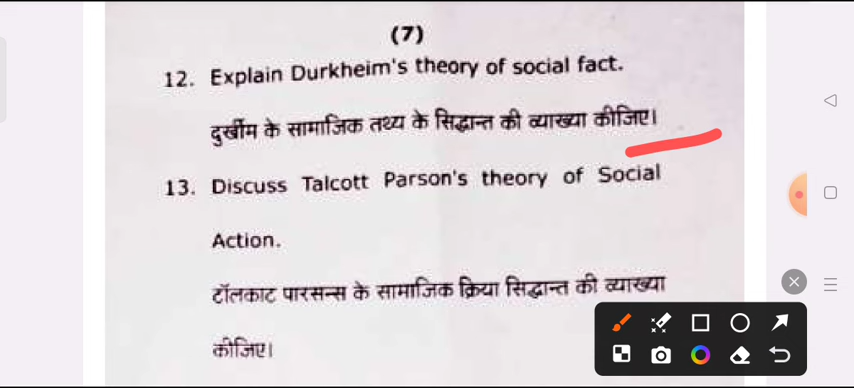 (7)
12. Explain Durkheim's theory of social fact.
दुर्खीम के सामाजिक तथ्य के सिद्धान्त की व्याख्या कीजिए।
13. Discuss Talcott Parson's theory of Social
Action.
टॉलकाट पारसन्स के सामाजिक क्रिया सिद्धान्त की व्याख्या
कीजिए।